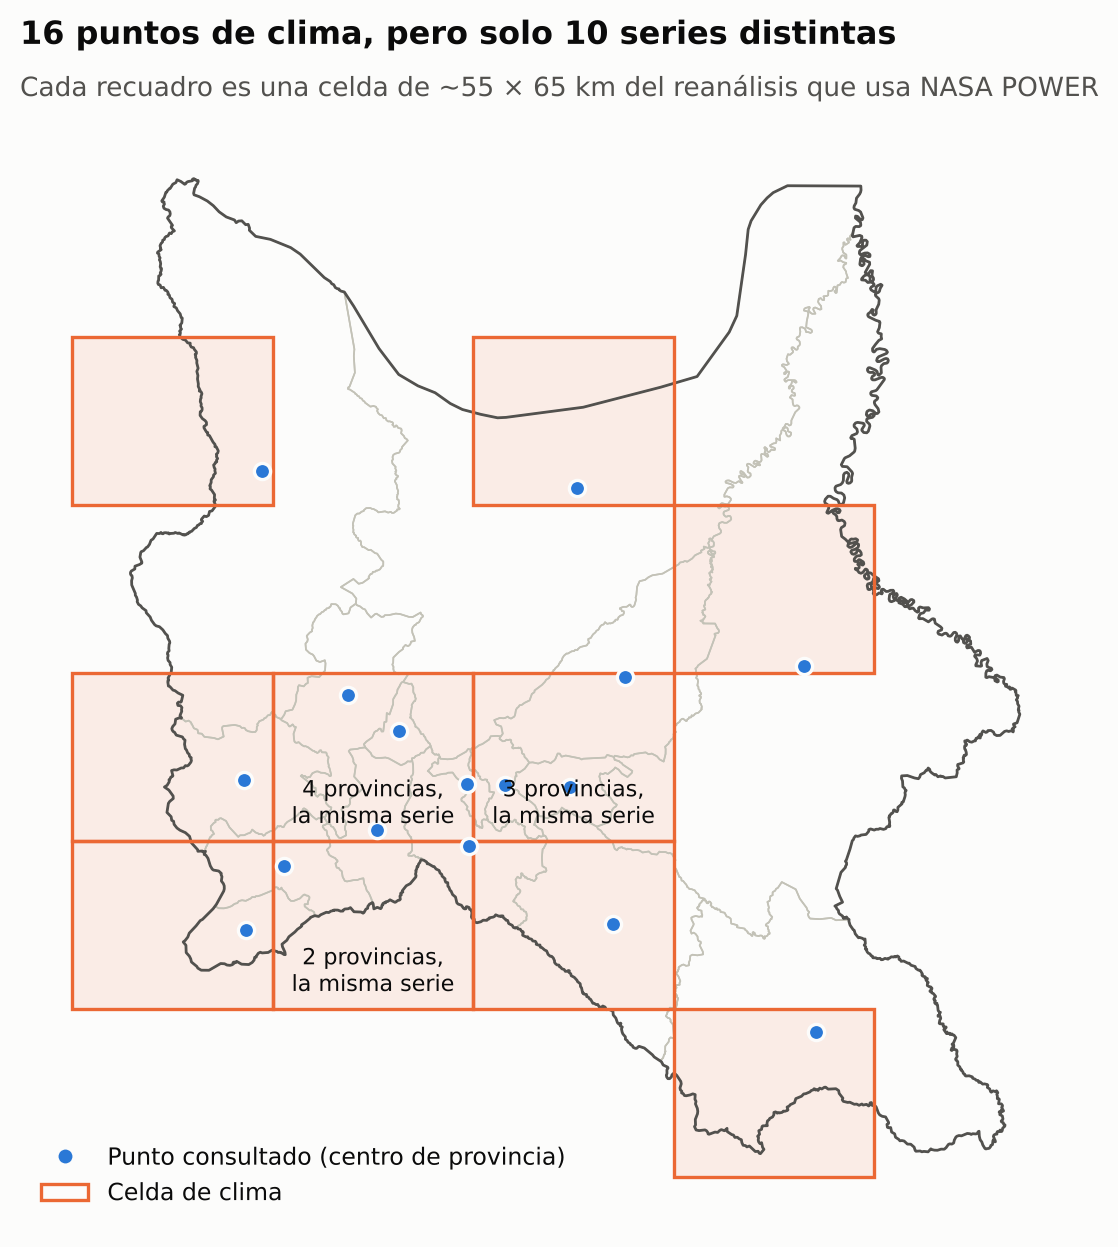 16 puntos de clima, pero solo 10 series distintas
Cada recuadro es una celda de ~55 × 65 km del reanálisis que usa NASA POWER
4 provincias,
la misma serie
3 provincias,
la misma serie
2 provincias,
la misma serie
Punto consultado (centro de provincia)
Celda de clima